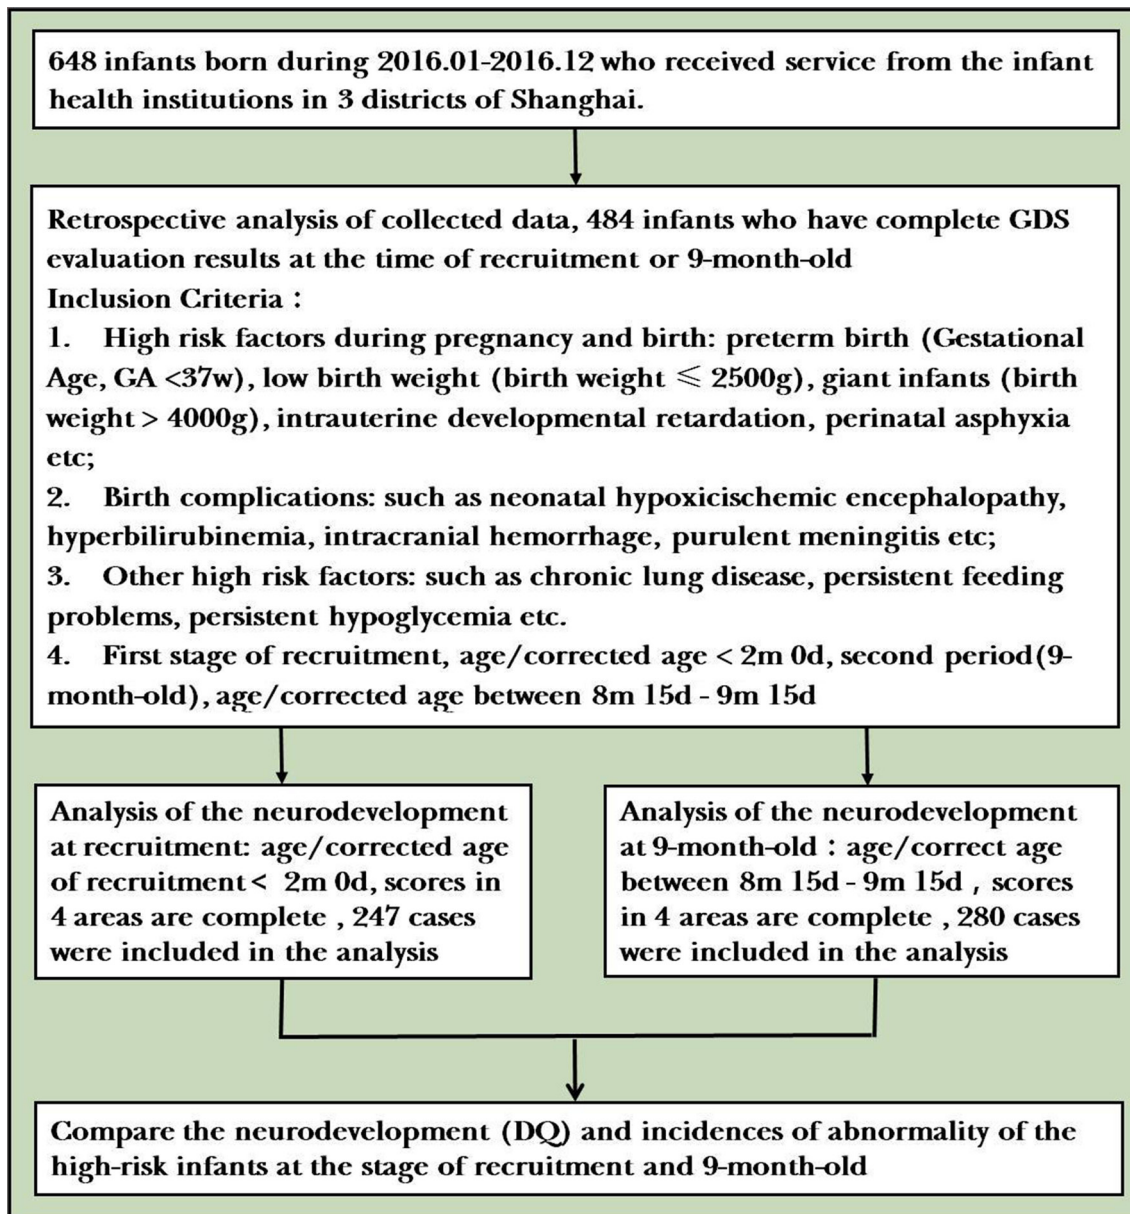 648 infants born during 2016.01-2016.12 who received service from the infant
health institutions in 3 districts of Shanghai.
Retrospective analysis of collected data, 484 infants who have complete GDS
evaluation results at the time of recruitment or 9-month-old
Inclusion Criteria：
1. High risk factors during pregnancy and birth: preterm birth (Gestational
Age, GA <37w), low birth weight (birth weight ≤ 2500g), giant infants (birth
weight > 4000g), intrauterine developmental retardation, perinatal asphyxia
etc;
2. Birth complications: such as neonatal hypoxicischemic encephalopathy,
hyperbilirubinemia, intracranial hemorrhage, purulent meningitis etc;
3. Other high risk factors: such as chronic lung disease, persistent feeding
problems, persistent hypoglycemia etc.
4. First stage of recruitment, age/corrected age < 2m 0d, second period(9-
month-old), age/corrected age between 8m 15d - 9m 15d
Analysis of the neurodevelopment
at recruitment: age/corrected age
of recruitment < 2m 0d, scores in
4 areas are complete , 247 cases
were included in the analysis
Analysis of the neurodevelopment
at 9-month-old：age/correct age
between 8m 15d - 9m 15d，scores
in 4 areas are complete , 280 cases
were included in the analysis
Compare the neurodevelopment (DQ) and incidences of abnormality of the
high-risk infants at the stage of recruitment and 9-month-old